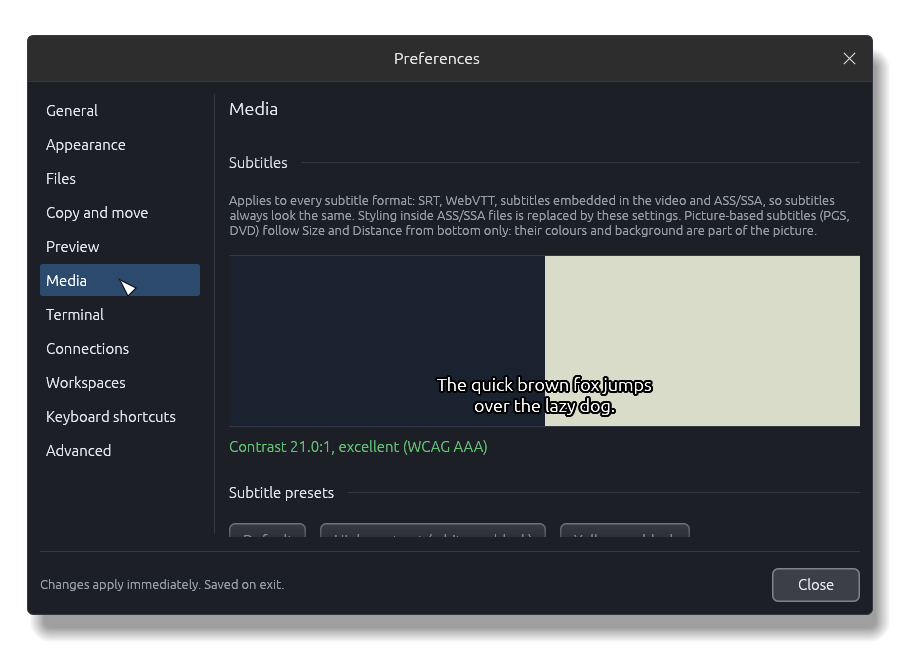 Preferences
General
Appearance
Files
Copy and move
Preview
Media
Terminal
Connections
Workspaces
Keyboard shortcuts
Advanced
Media
Subtitles
Applies to every subtitle format: SRT, WebVTT, subtitles embedded in the video and ASS/SSA, so subtitles
always look the same. Styling inside ASS/SSA files is replaced by these settings. Picture-based subtitles (PGS,
DVD) follow Size and Distance from bottom only: their colours and background are part of the picture.
The quick brown fox jumps
over the lazy dog.
Contrast 21.0:1, excellent (WCAG AAA)
Subtitle presets
Changes apply immediately. Saved on exit.
Close